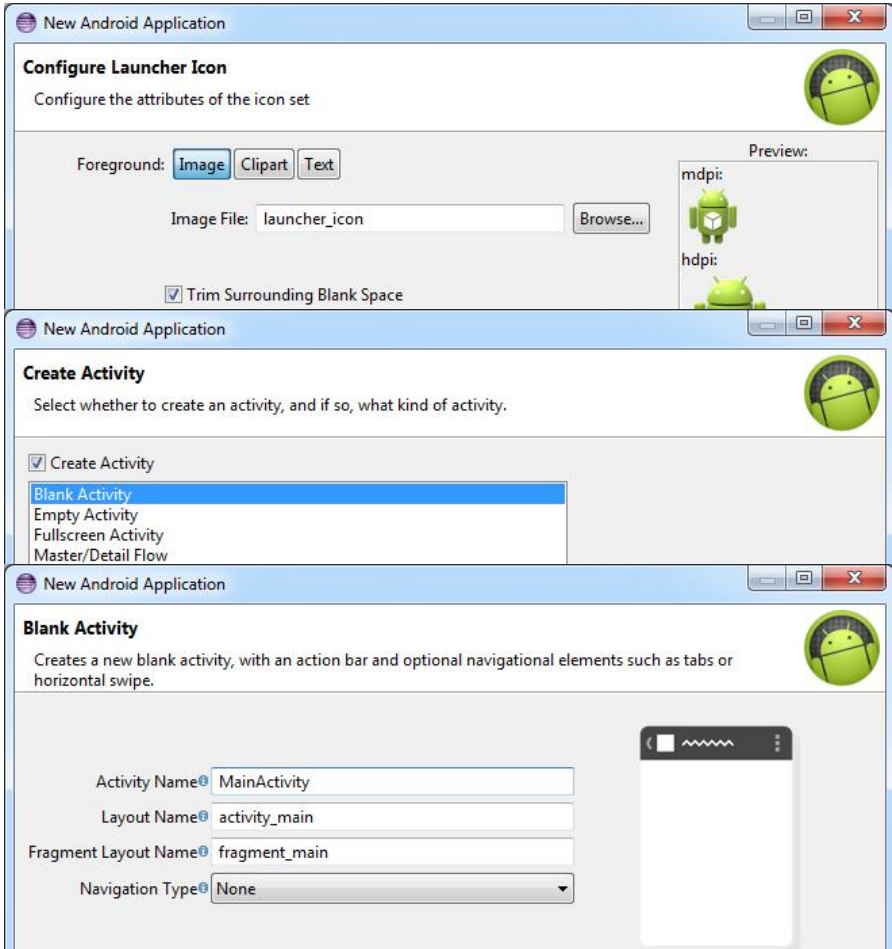 New Android Application
Configure Launcher Icon
Configure the attributes of the icon set
Foreground: Image Clipart Text
Preview:
mdpi:
Image File: launcher_icon Browse...
hdpi:
Trim Surrounding Blank Space
New Android Application
Create Activity
Select whether to create an activity, and if so, what kind of activity.
Create Activity
Blank Activity
Empty Activity
Fullscreen Activity
Master/Detail Flow
New Android Application
Blank Activity
Creates a new blank activity, with an action bar and optional navigational elements such as tabs or
horizontal swipe.
Activity Name MainActivity
Layout Name activity_main
Fragment Layout Name fragment_main
Navigation Type None